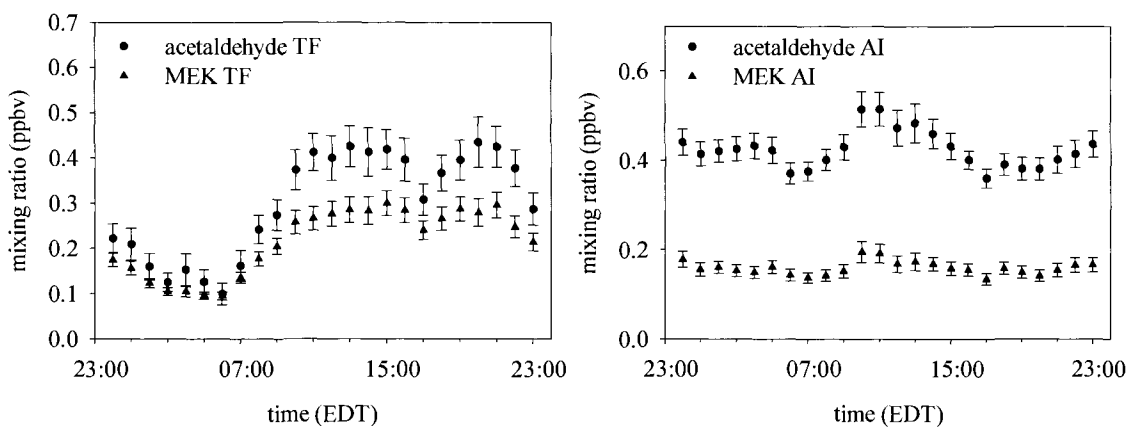 0.7
acetaldehyde TF
MEK TF
0.6
0.5
0.4
0.3
0.2
0.1
0.0
mixing ratio (ppbv)
23:00 07:00 15:00 23:00
time (EDT)
acetaldehyde AI
MEK AI
0.6
0.4
0.2
0.0
mixing ratio (ppbv)
23:00 07:00 15:00 23:00
time (EDT)